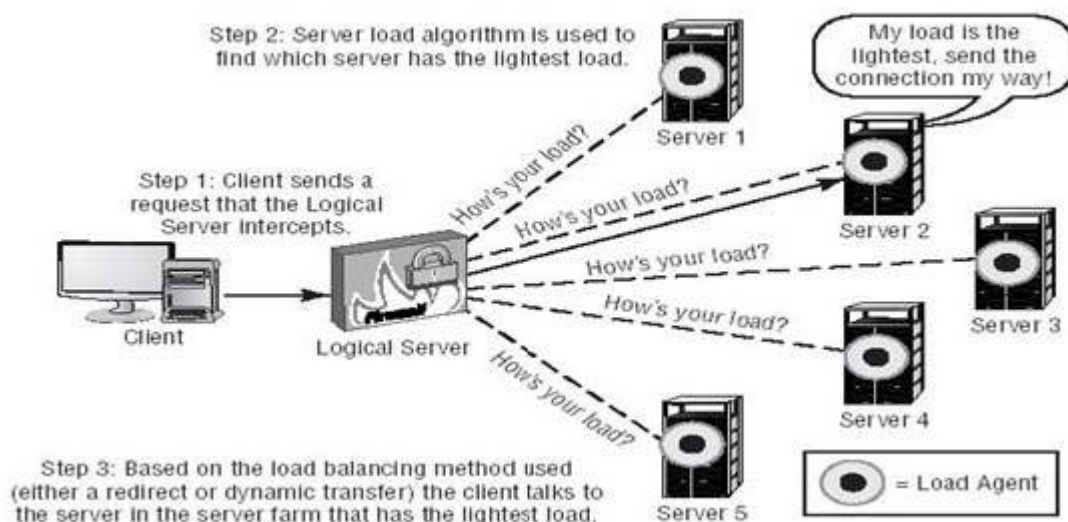 Step 2: Server load algorithm is used to
find which server has the lightest load.
My load is the
lightest, send the
connection my way!
Server 1
How's your load?
Step 1: Client sends a
request that the Logical
Server intercepts.
How's your load?
Server 2
How's your load?
Firewall
Server 3
Client
Logical Server
How's your load?
How's your load?
Server 4
Step 3: Based on the load balancing method used
(either a redirect or dynamic transfer) the client talks to
the server in the server farm that has the lightest load.
Server 5
= Load Agent